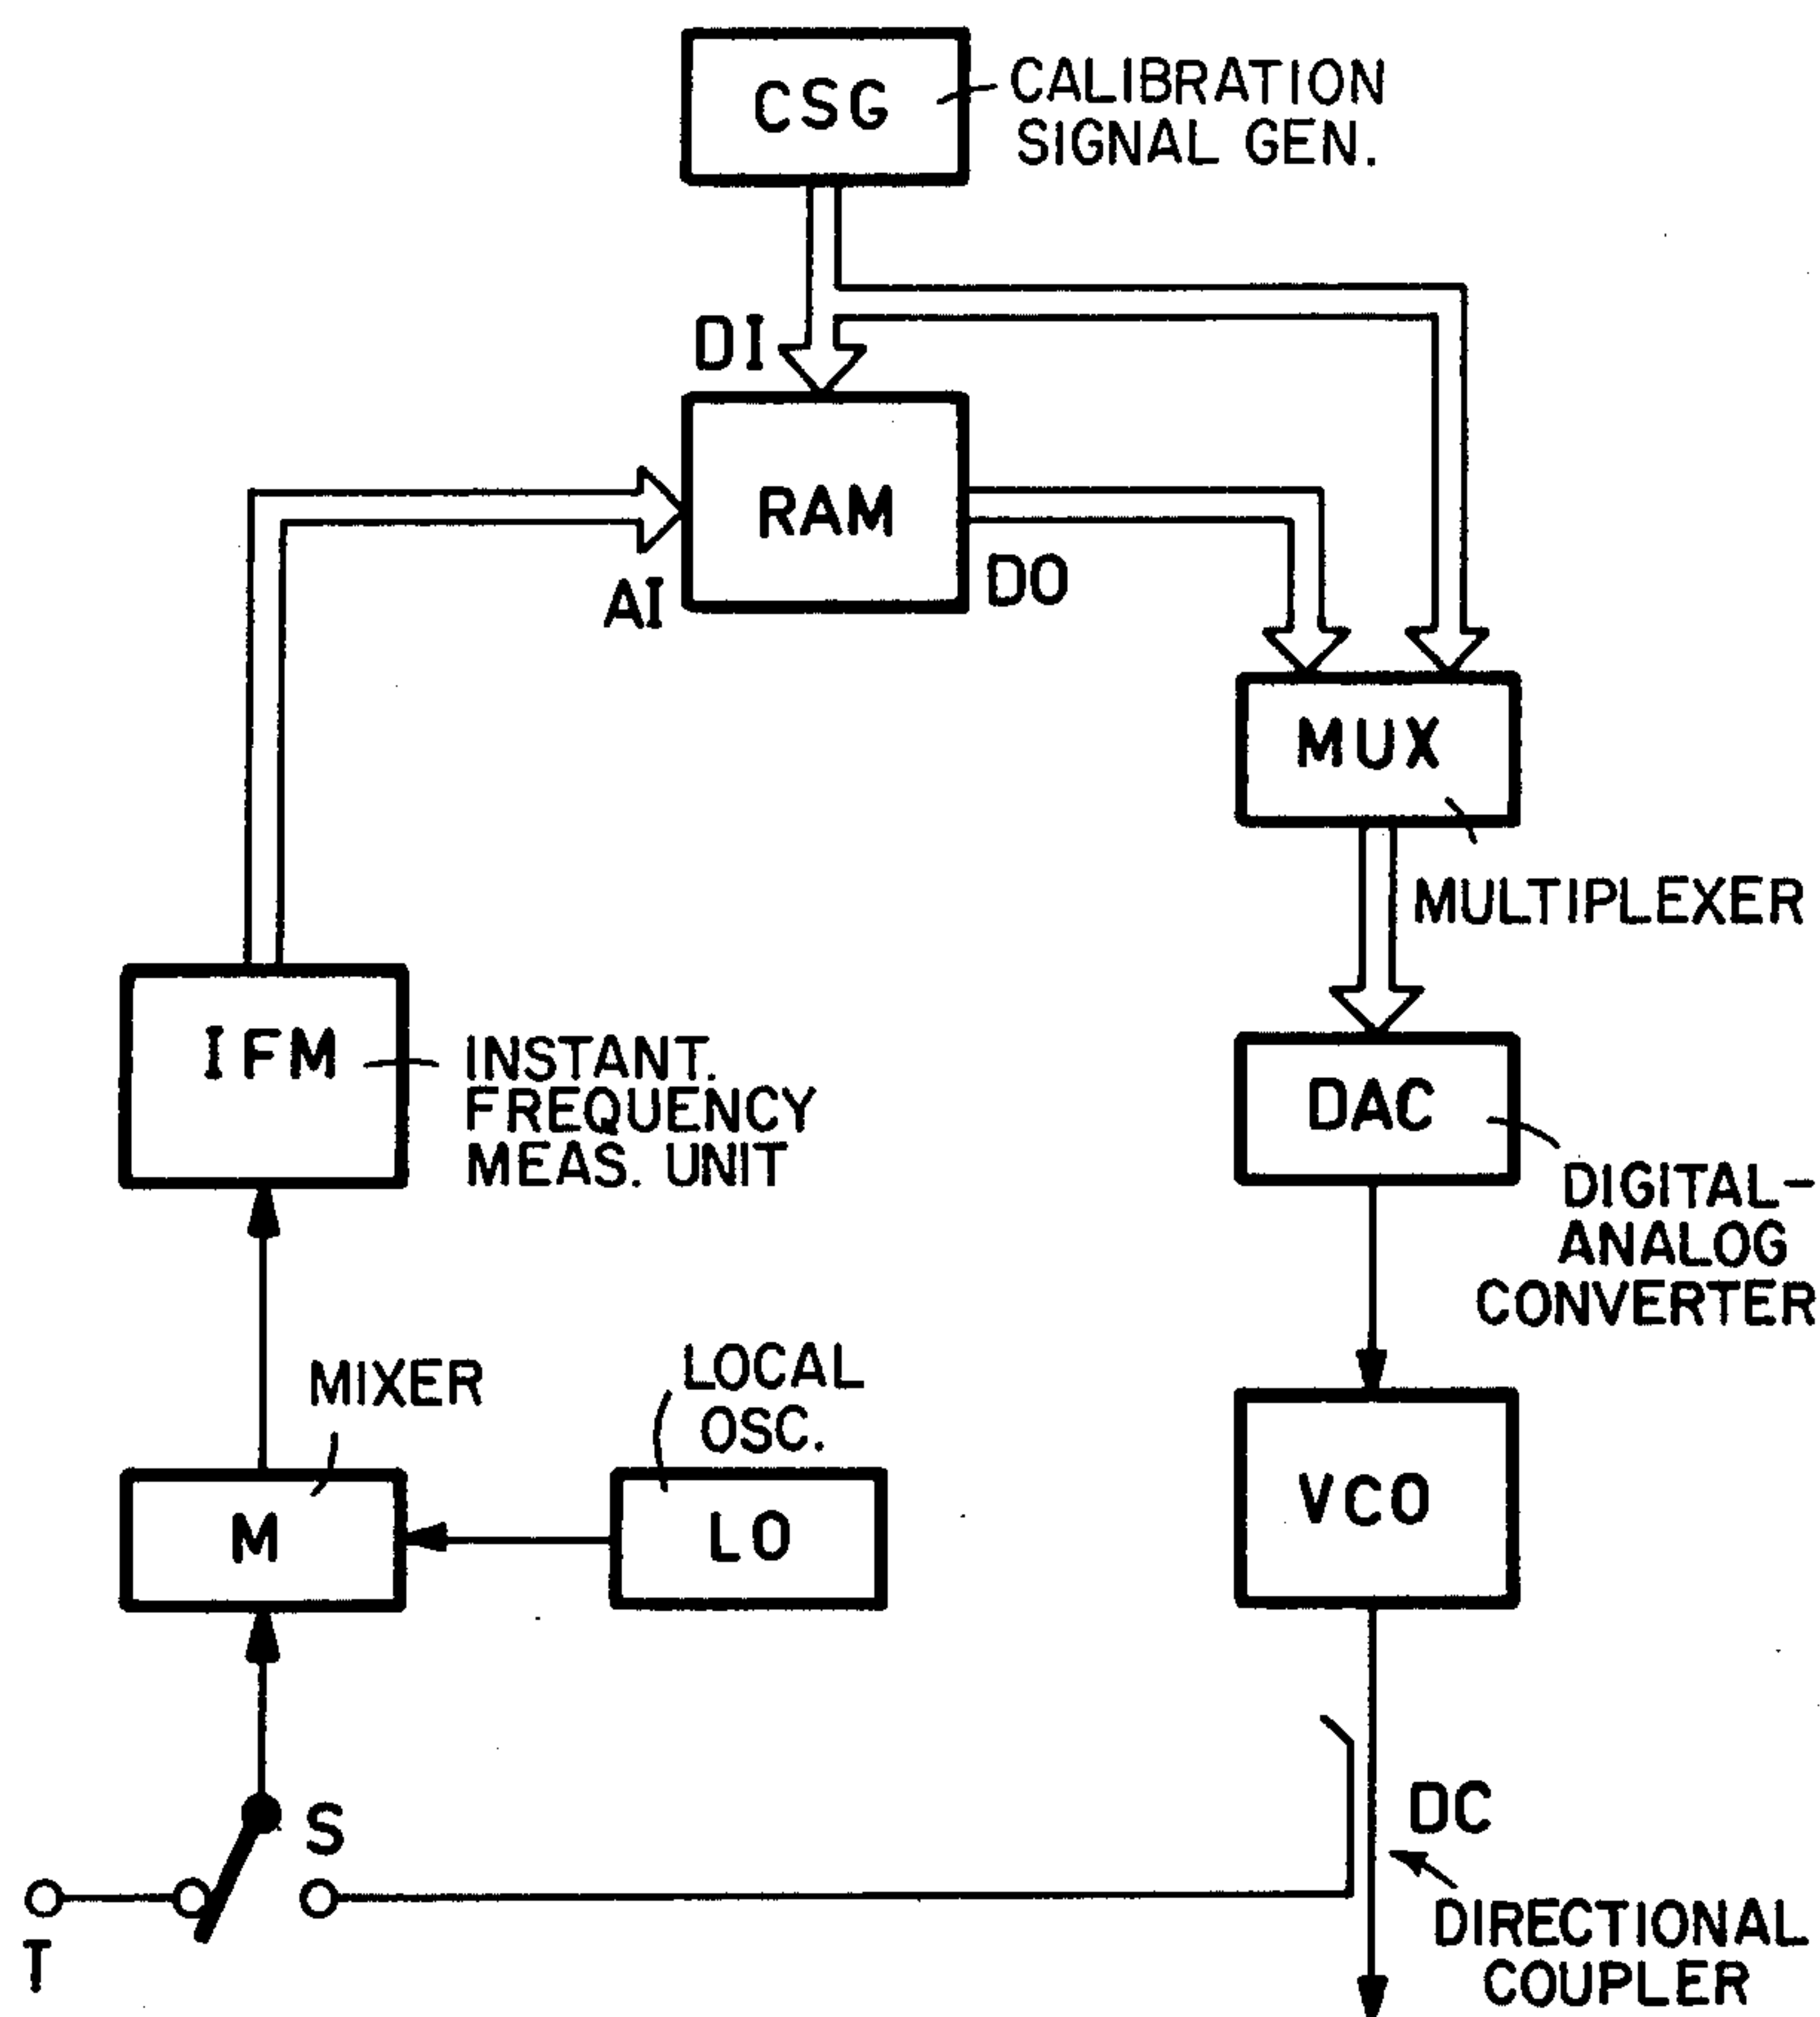 CSG
CALIBRATION
SIGNAL GEN.
DI
RAM
AI
DO
MUX
MULTIPLEXER
IFM
INSTANT.
FREQUENCY
MEAS. UNIT
DAC
DIGITAL-
ANALOG
CONVERTER
MIXER
LOCAL
OSC.
M
LO
VCO
S
T
DC
DIRECTIONAL
COUPLER